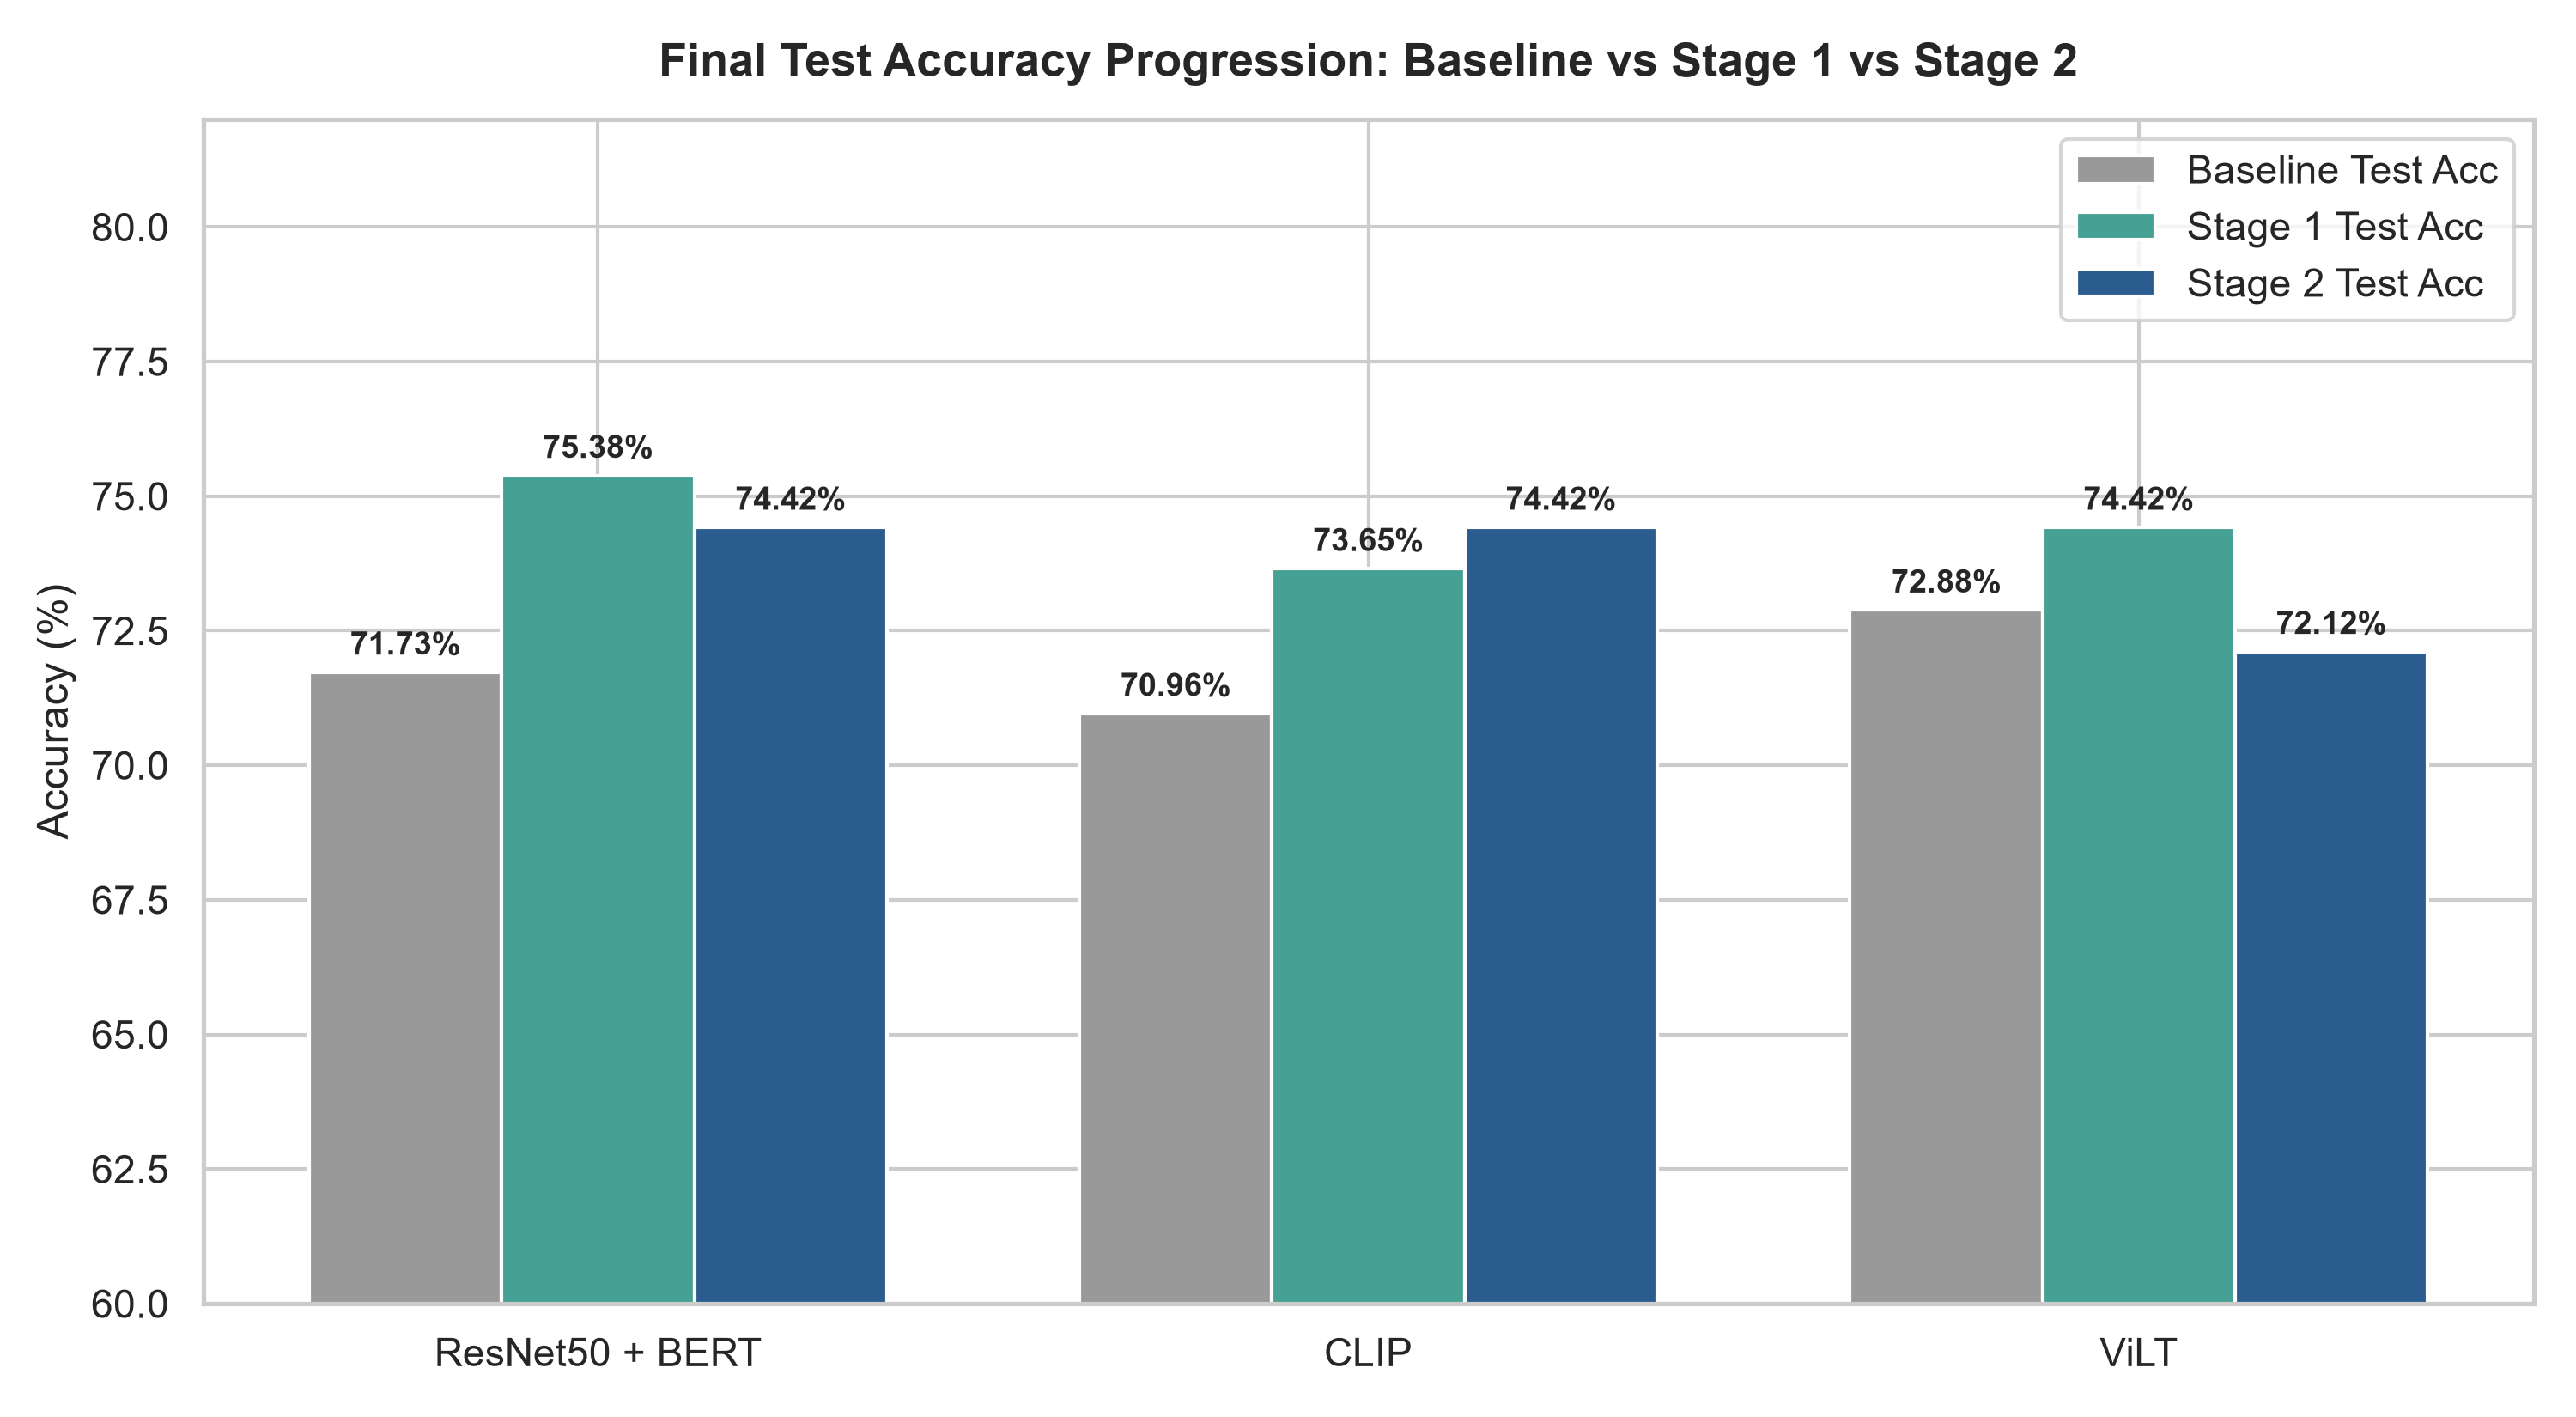 Final Test Accuracy Progression: Baseline vs Stage 1 vs Stage 2
Baseline Test Acc
Stage 1 Test Acc
Stage 2 Test Acc
Accuracy (%)
80.0
77.5
75.0
72.5
70.0
67.5
65.0
62.5
60.0
71.73%
75.38%
74.42%
70.96%
73.65%
74.42%
72.88%
74.42%
72.12%
ResNet50 + BERT
CLIP
ViLT